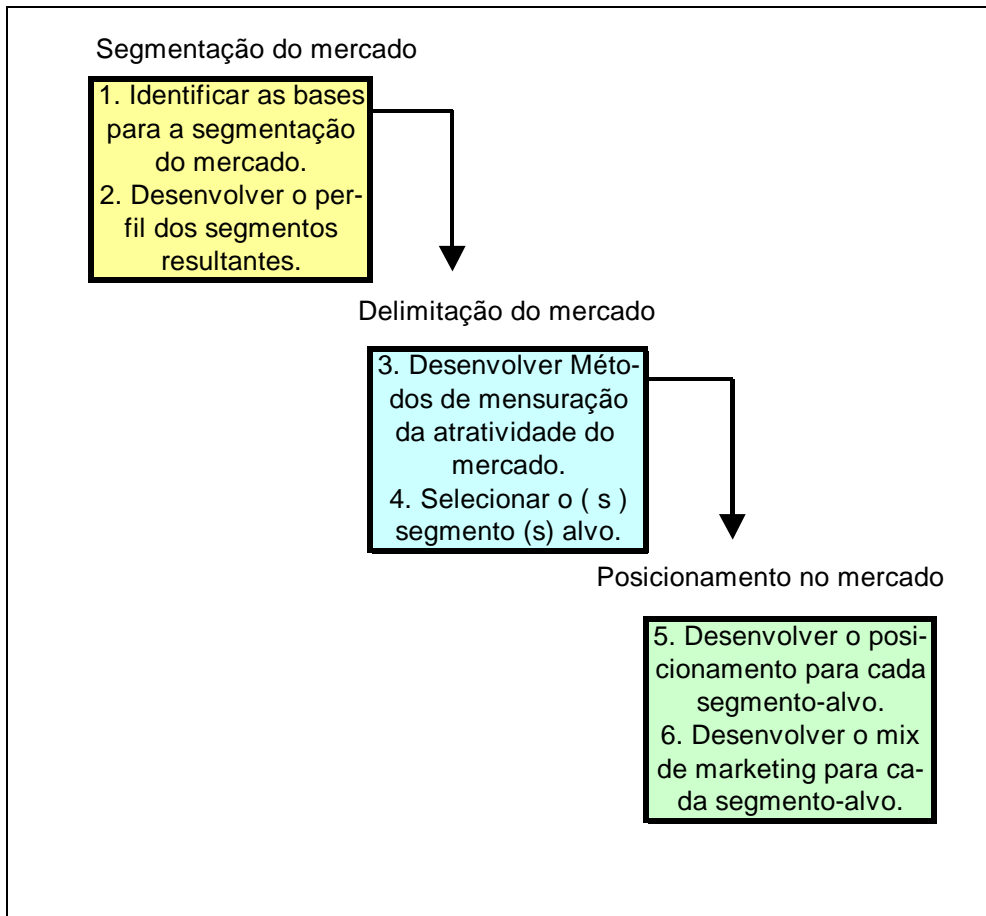 Segmentação do mercado
1. Identificar as bases
para a segmentação
do mercado.
2. Desenvolver o per-
fil dos segmentos
resultantes.
Delimitação do mercado
3. Desenvolver Méto-
dos de mensuração
da atratividade do
mercado.
4. Selecionar o ( s )
segmento (s) alvo.
Posicionamento no mercado
5. Desenvolver o posi-
cionamento para cada
segmento-alvo.
6. Desenvolver o mix
de marketing para ca-
da segmento-alvo.